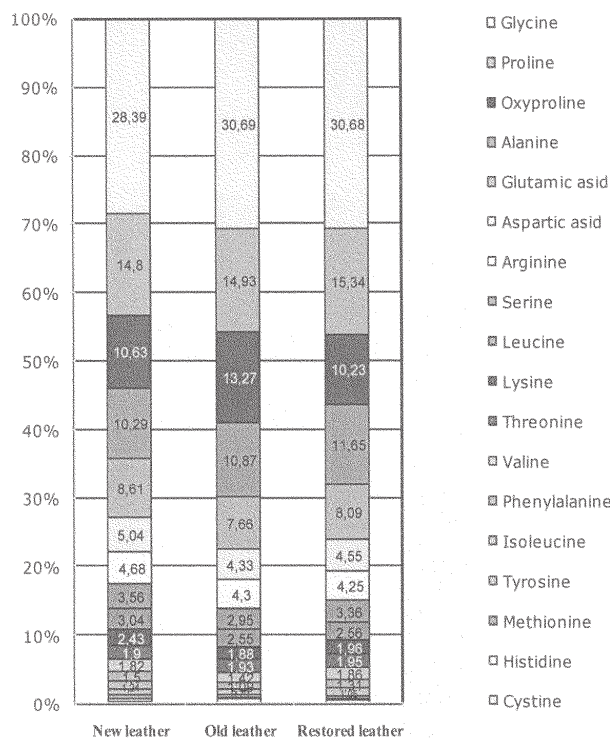 100%
90%
80%
70%
60%
50%
40%
30%
20%
10%
0%
28,39
14,8
10,63
10,29
8,61
5,04
4,68
3,56
3,04
2,43
1,9
1,82
1,5
30,69
14,93
13,27
10,87
7,66
4,33
4,3
2,95
2,55
1,88
1,93
1,42
30,68
15,34
10,23
11,65
8,09
4,55
4,25
3,36
2,56
1,96
1,95
1,86
New leather
Old leather
Restored leather
Glycine
Proline
Oxyproline
Alanine
Glutamic asid
Aspartic asid
Arginine
Serine
Leucine
Lysine
Threonine
Valine
Phenylalanine
Isoleucine
Tyrosine
Methionine
Histidine
Cystine